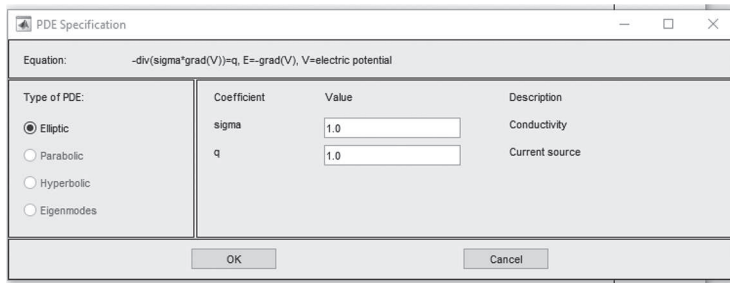 PDE Specification
Equation: -div(sigma*grad(V))=q, E=-grad(V), V=electric potential
Type of PDE:
Elliptic
Parabolic
Hyperbolic
Eigenmodes
Coefficient Value Description
sigma 1.0 Conductivity
q 1.0 Current source
OK Cancel